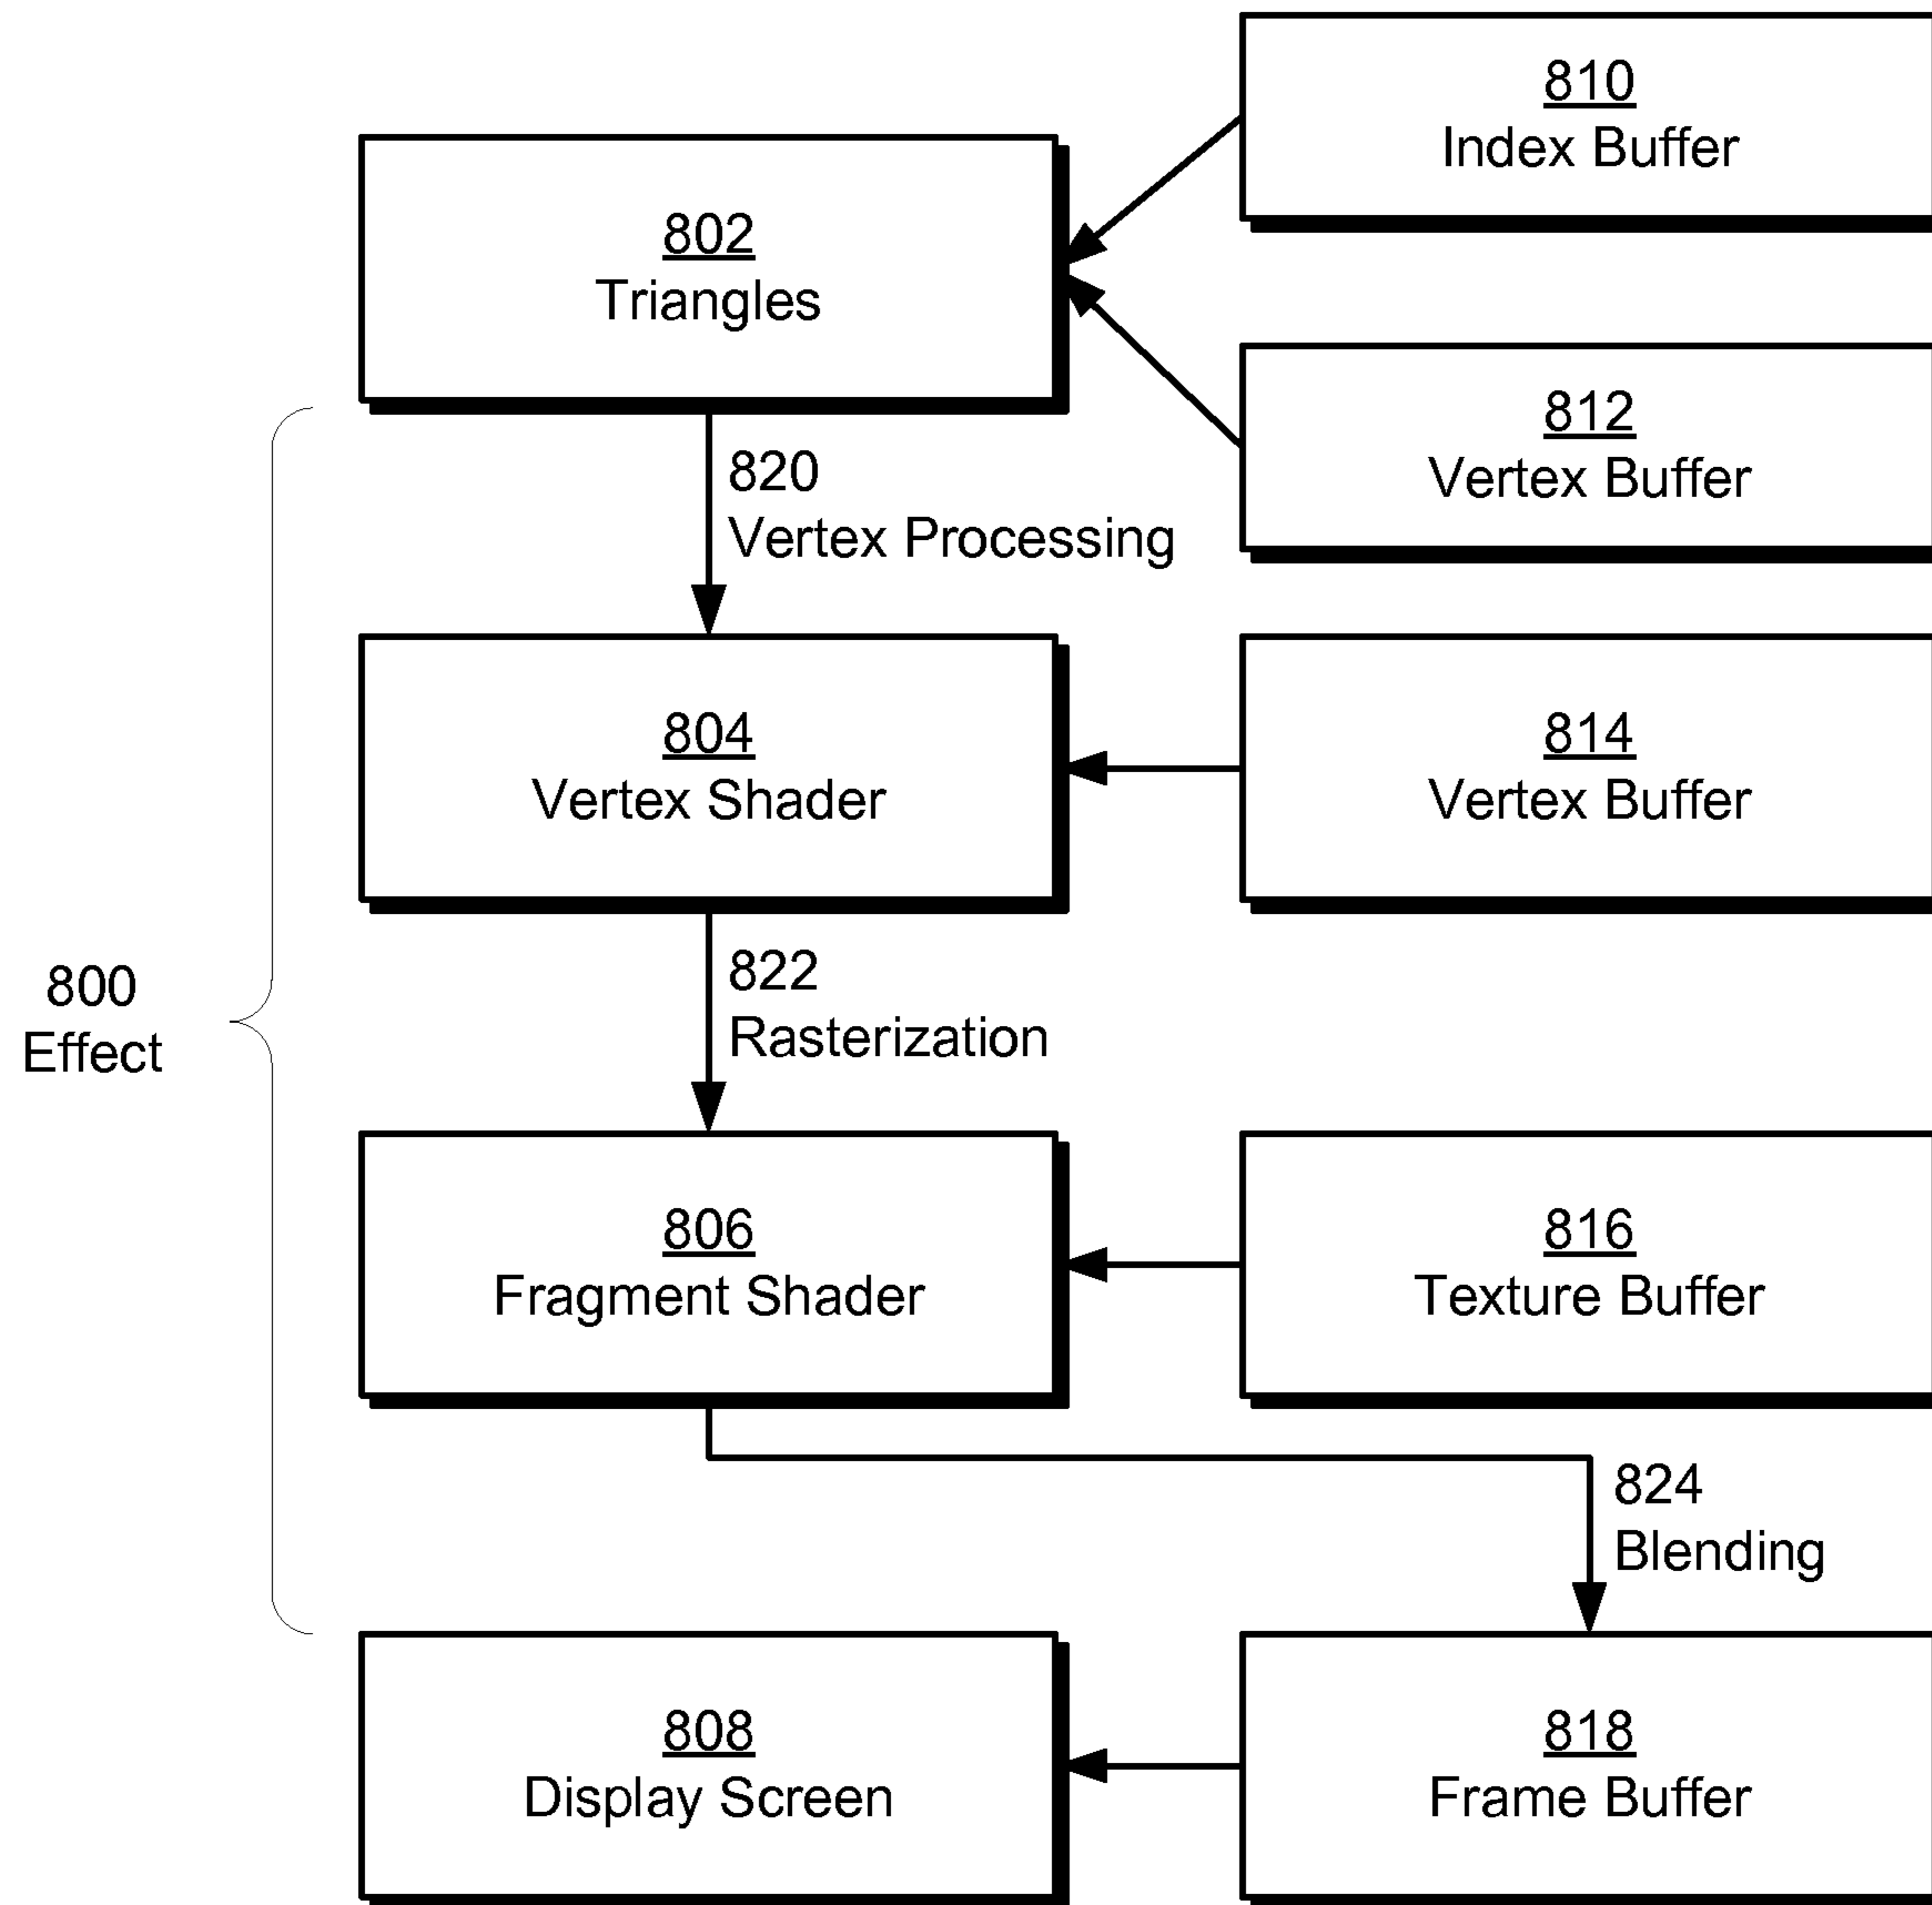 810
Index Buffer
802
Triangles
812
Vertex Buffer
820
Vertex Processing
804
Vertex Shader
814
Vertex Buffer
800
Effect
822
Rasterization
806
Fragment Shader
816
Texture Buffer
824
Blending
808
Display Screen
818
Frame Buffer